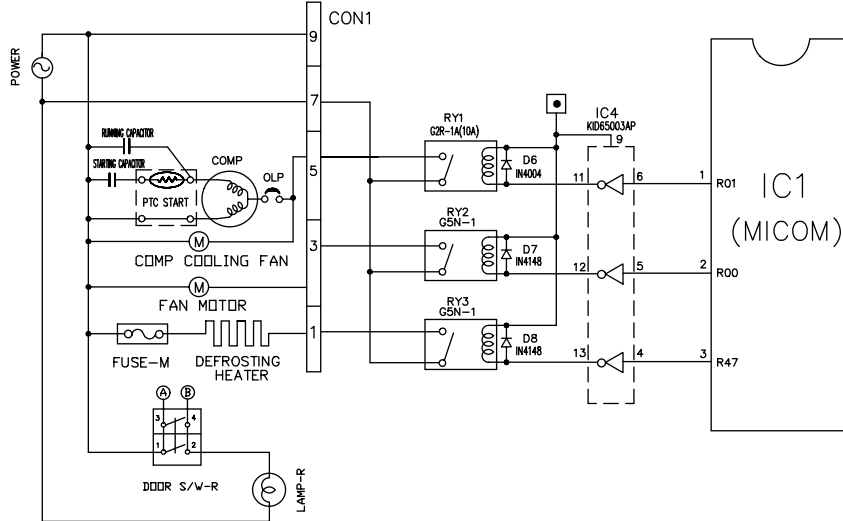 CON1
9
POWER
7
RY1
G2R-1A(10A)
IC4
KID65003AP
9
RUNNING CAPACITOR
STARTING CAPACITOR
COMP
OLP
5
D6
IN4004
11
6
1
R01
IC1
(MICOM)
PTC START
RY2
G5N-1
M
3
D7
IN4148
12
5
2
R00
COMP COOLING FAN
M
FAN MOTOR
RY3
G5N-1
1
D8
IN4148
13
4
3
R47
FUSE-M
DEFROSTING
HEATER
A
B
3
4
1
2
DOOR S/W-R
LAMP-R